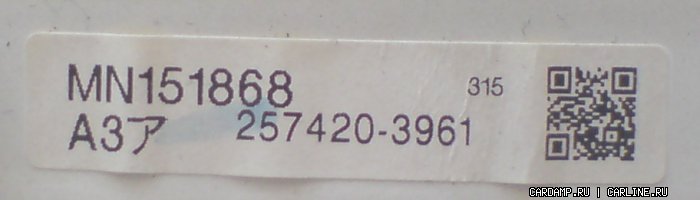 MN151868 315
A3ア 257420-3961
CARDAMP.RU | CARLINE.RU